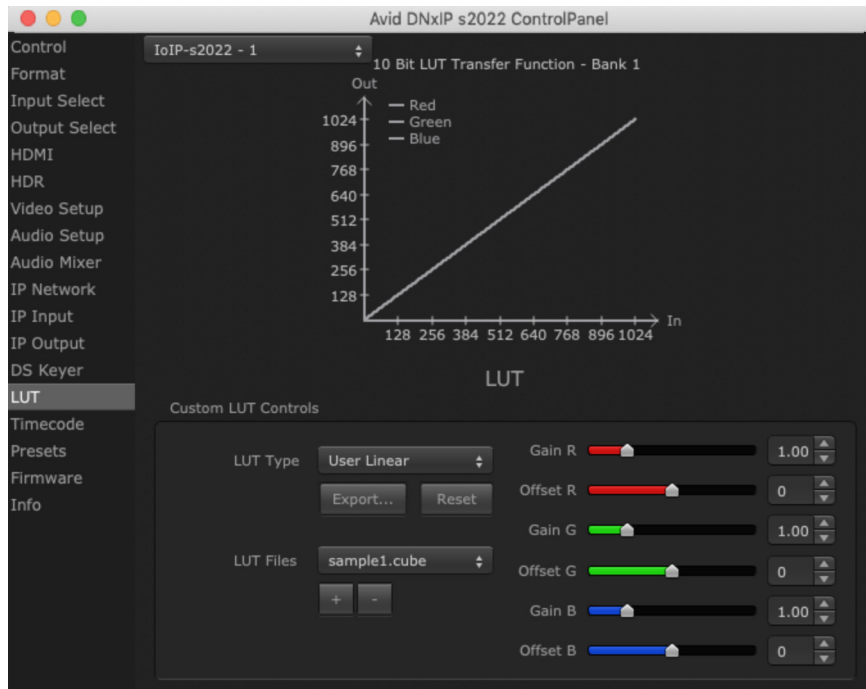 Avid DNxIP s2022 ControlPanel
Control
Format
Input Select
Output Select
HDMI
HDR
Video Setup
Audio Setup
Audio Mixer
IP Network
IP Input
IP Output
DS Keyer
LUT
Timecode
Presets
Firmware
Info
IoIP-s2022 - 1
10 Bit LUT Transfer Function - Bank 1
Out
Red
Green
Blue
1024
896
768
640
512
384
256
128
In
128 256 384 512 640 768 896 1024
LUT
Custom LUT Controls
LUT Type User Linear
Export... Reset
LUT Files sample1.cube
+ -
Gain R 1.00
Offset R 0
Gain G 1.00
Offset G 0
Gain B 1.00
Offset B 0